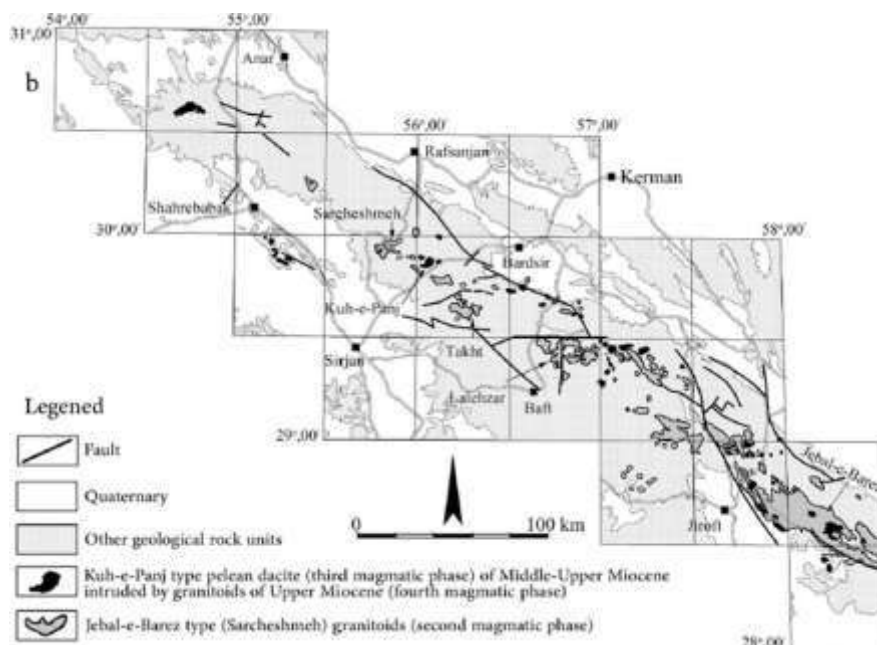 54°,00'
55°,00'
31°,00'
Anar
b
56°,00'
57°,00'
Rafsanjan
Kerman
Shahrebabak
Sarcheshmeh
58°,00'
30°,00'
Bardsir
Kuh-e-Panj
Sirjan
Takht
Lalehzar
Baft
Legened
29°,00'
Fault
Jebal-e-Barez
Quaternary
0 100 km
Jiroft
Other geological rock units
Kuh-e-Panj type pelean dacite (third magmatic phase) of Middle-Upper Miocene
intruded by granitoids of Upper Miocene (fourth magmatic phase)
Jebal-e-Barez type (Sarcheshmeh) granitoids (second magmatic phase)
28°,00'